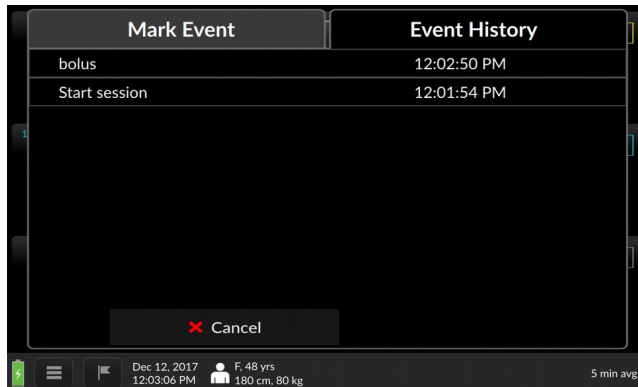 Mark Event
Event History
bolus 12:02:50 PM
Start session 12:01:54 PM
1
Cancel
Dec 12, 2017
12:03:06 PM
F, 48 yrs
180 cm, 80 kg
5 min avg